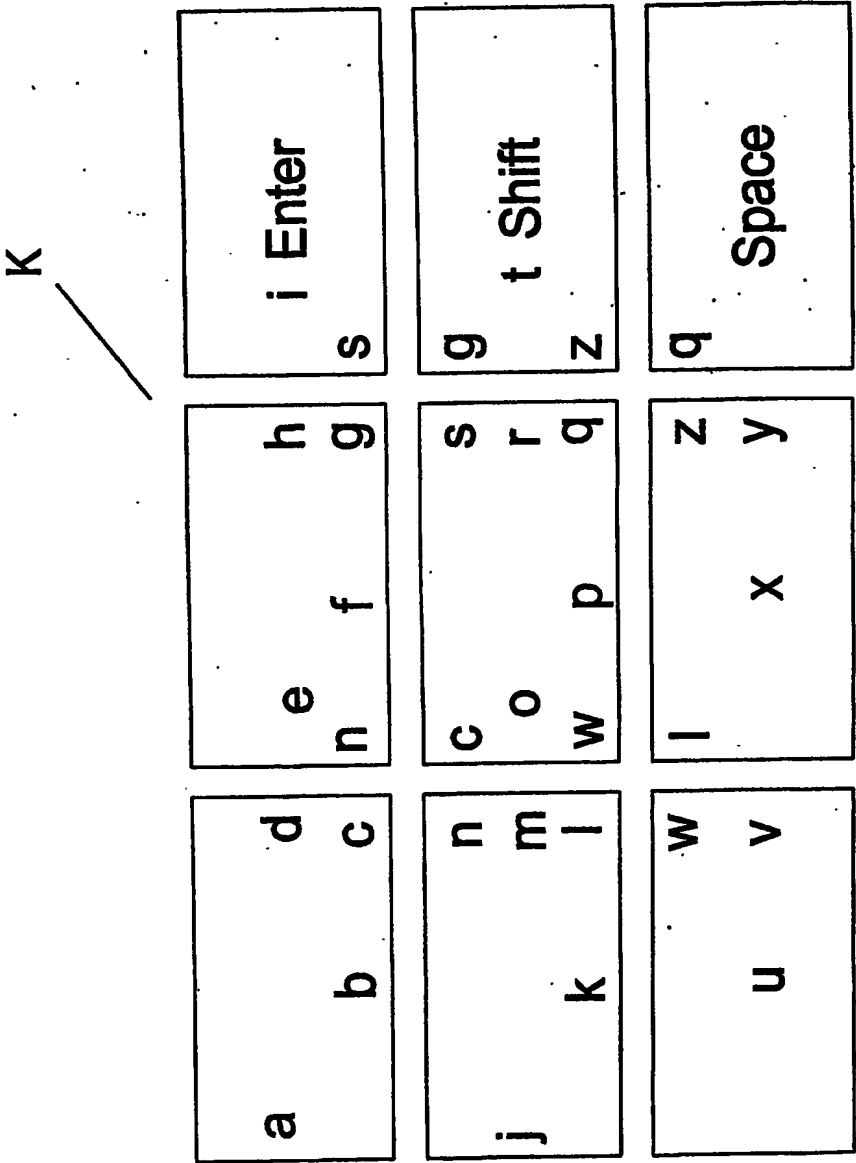 K
a d e h i Enter
b c n f g s
n c s g
j m o r t Shift
k l w p q z
w l z q
u v x y Space